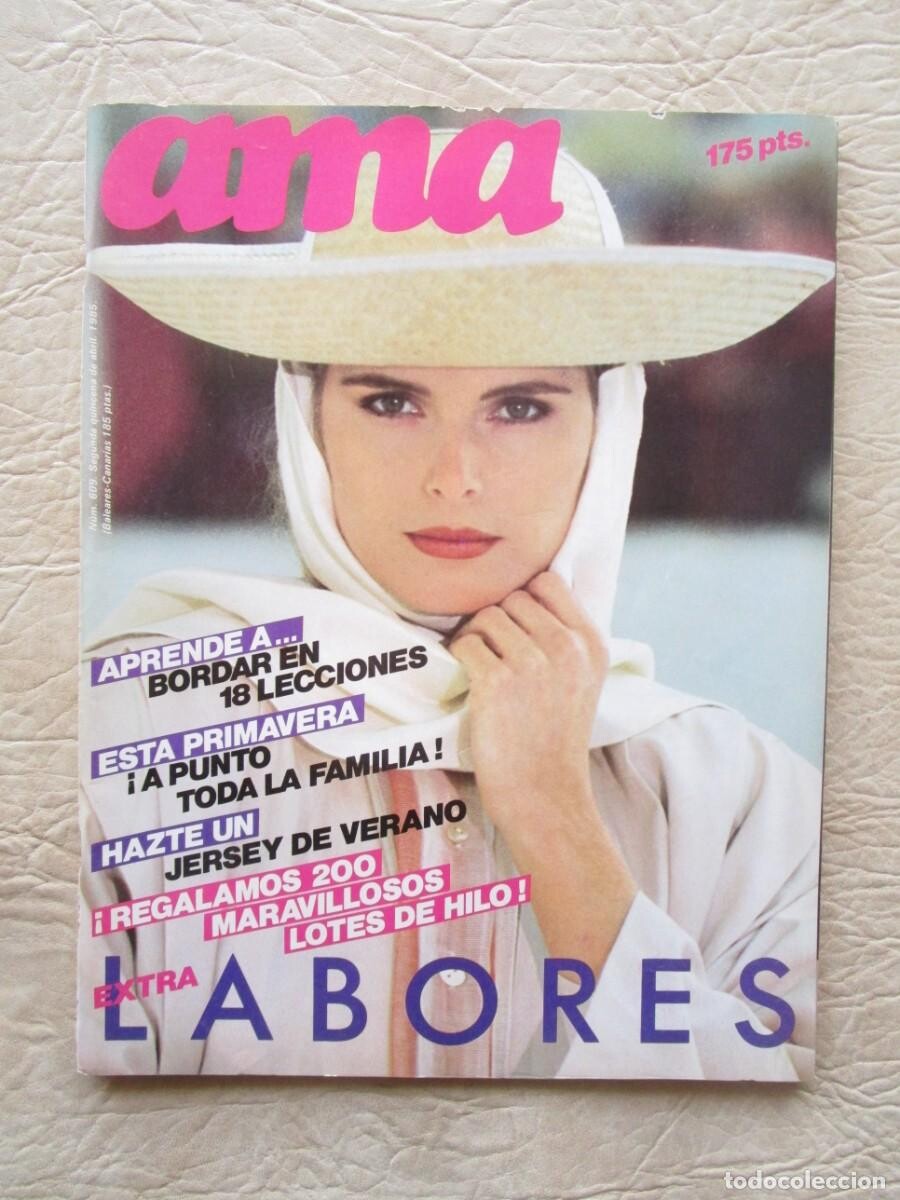 ama
175 pts.
Núm. 609. Segunda quincena de abril. 1985.
(Baleares-Canarias 185 ptas.)
APRENDE A...
BORDAR EN
18 LECCIONES
ESTA PRIMAVERA
¡A PUNTO
TODA LA FAMILIA!
HAZTE UN
JERSEY DE VERANO
¡REGALAMOS 200
MARAVILLOSOS
LOTES DE HILO!
EXTRA
LABORES
todocoleccion